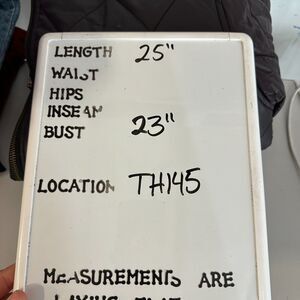 LENGTH 25"
WAIST
HIPS
INSEAM
BUST 23"
LOCATION TH145
MEASUREMENTS ARE